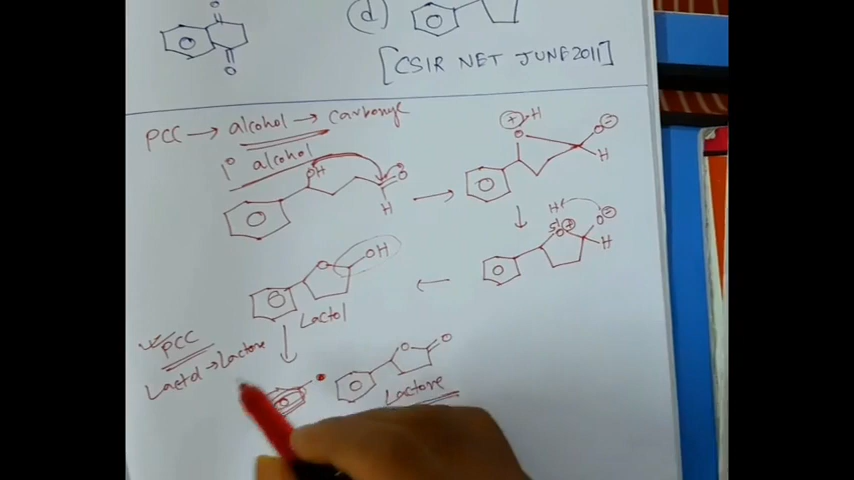 O
O
(d)
[CSIR NET JUNE 2011]
PCC → alcohol → Carbonyl
1° alcohol
OH
O
H
⊕ H
O
O ⊖
H
H
O ⊕
O ⊖
H
O
OH
Lactol
PCC
Lactol → Lactone
O
O
Lactone